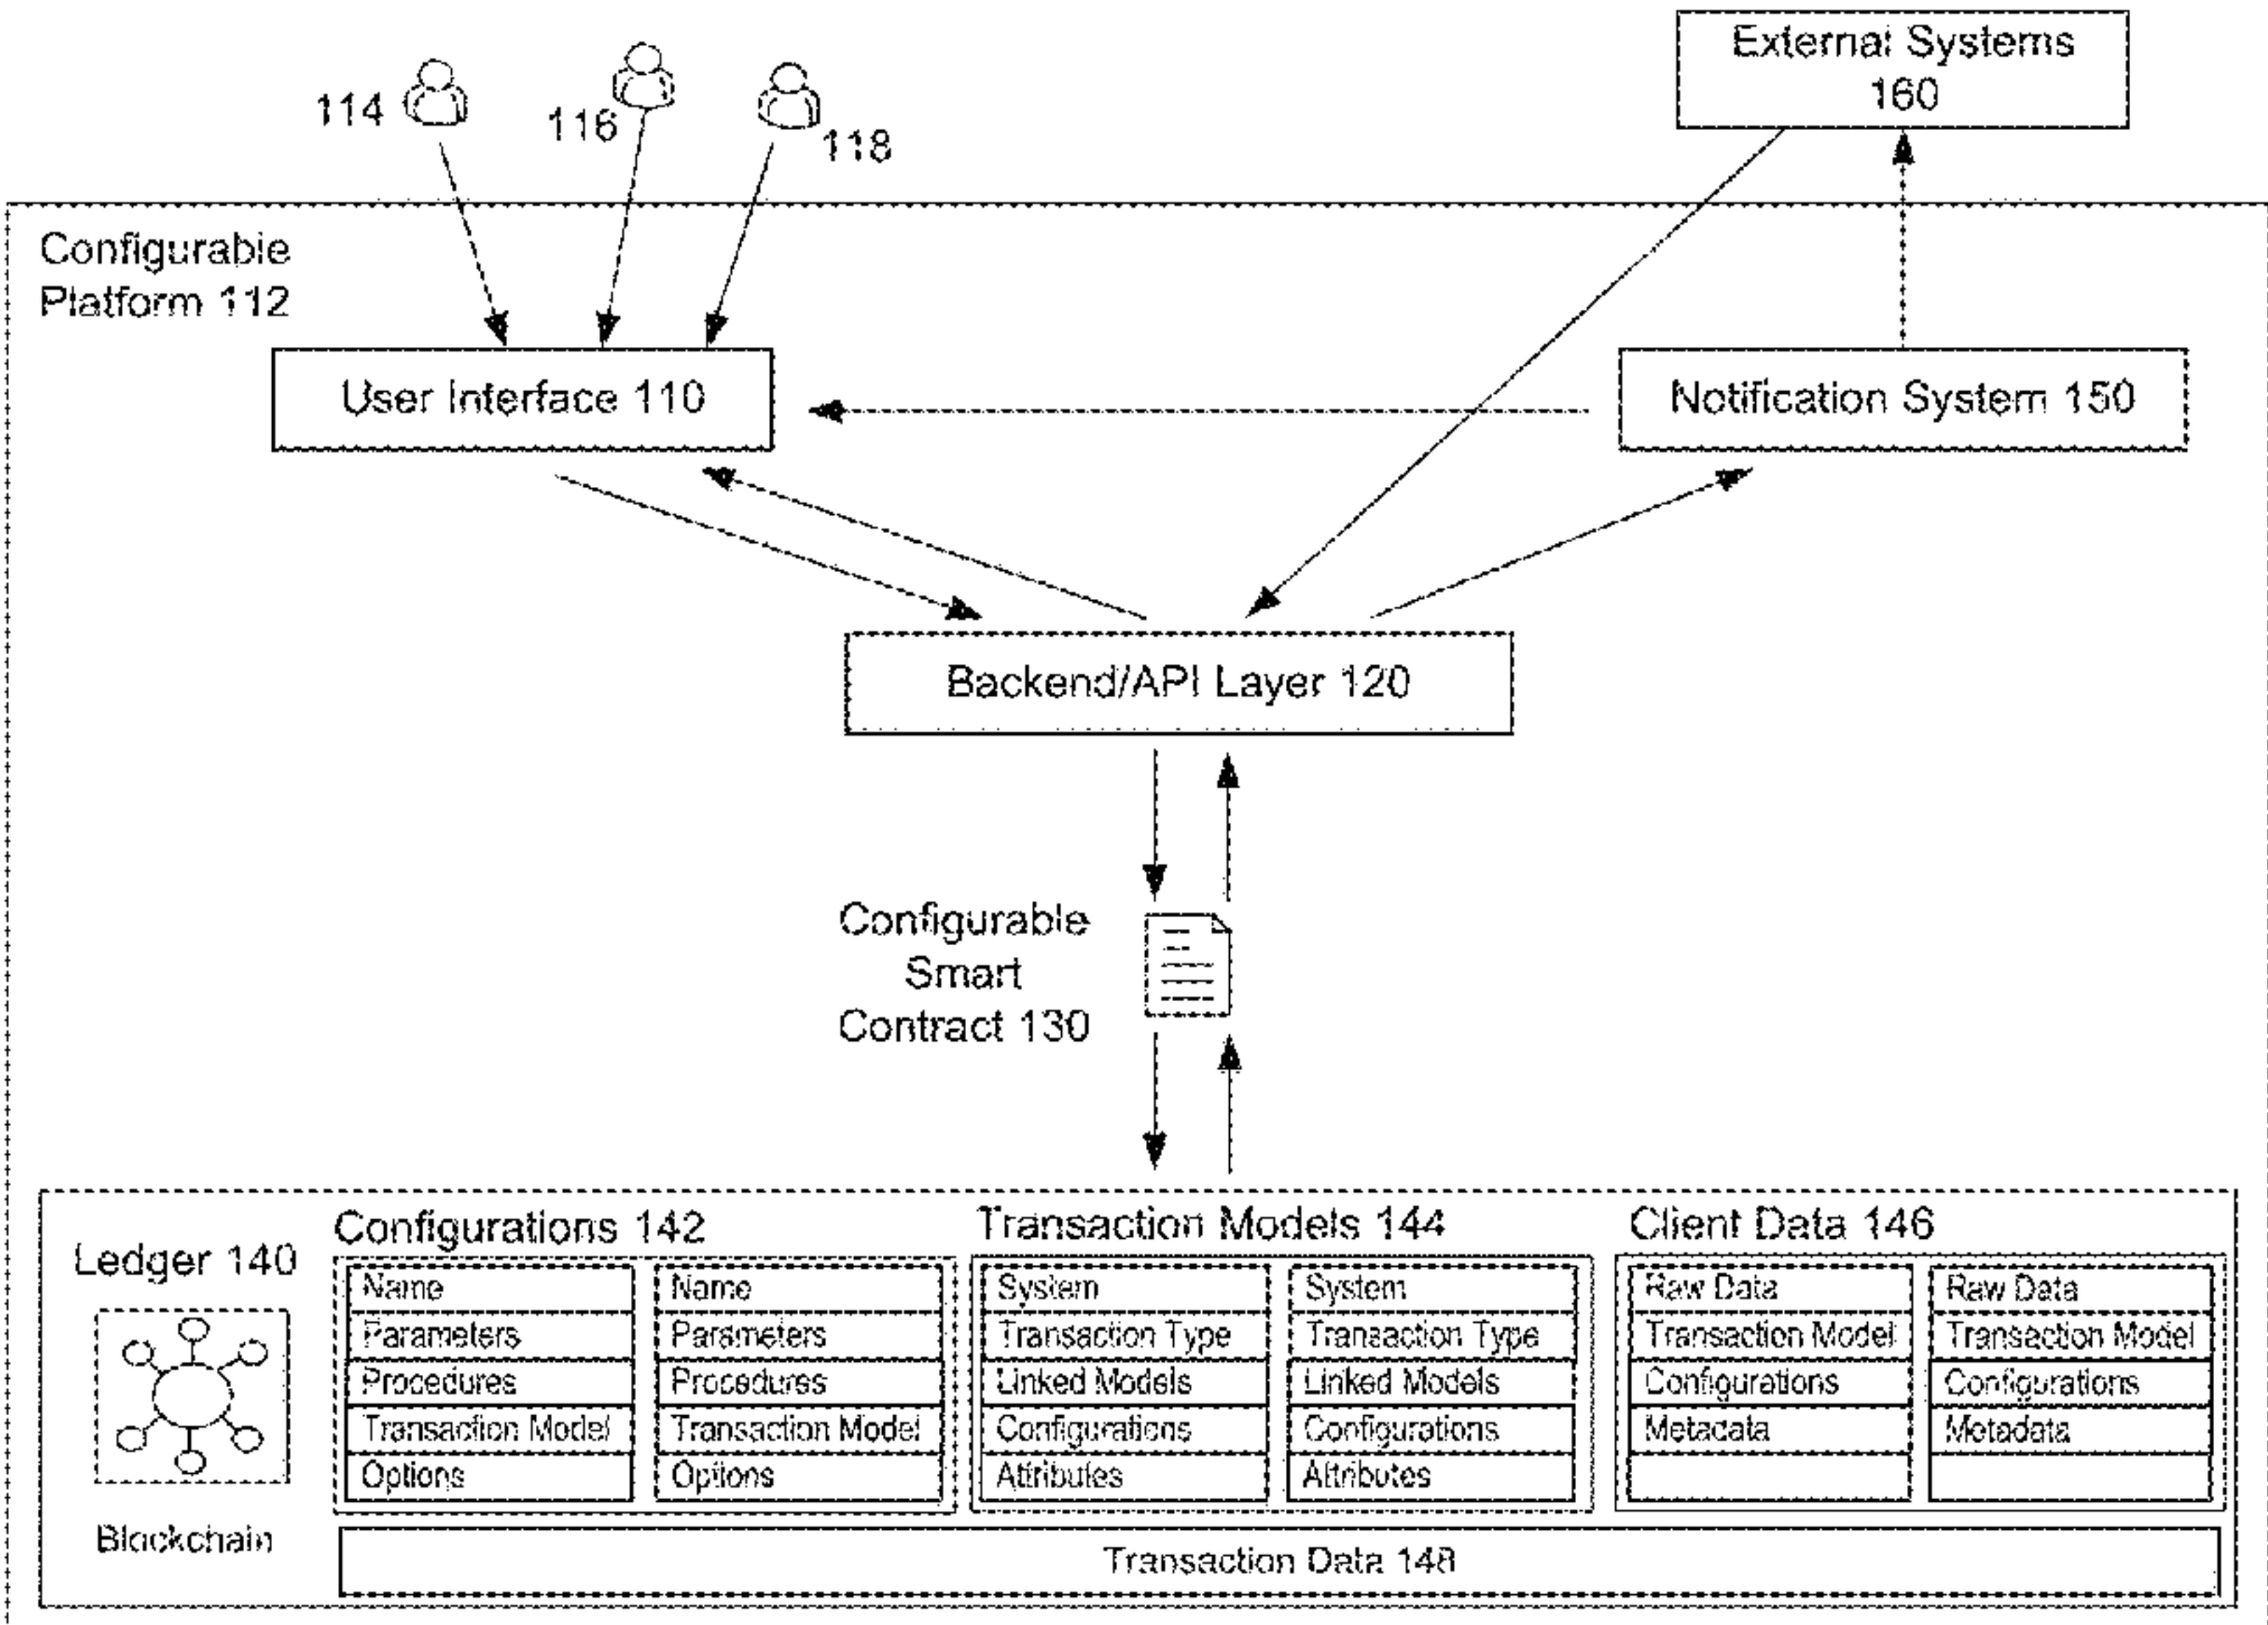 External Systems
160
114
116
118
Configurable
Platform 112
User Interface 110
Notification System 150
Backend/API Layer 120
Configurable
Smart
Contract 130
Ledger 140
Blockchain
Configurations 142
Name
Parameters
Procedures
Transaction Model
Options
Name
Parameters
Procedures
Transaction Model
Options
Transaction Models 144
System
Transaction Type
Linked Models
Configurations
Attributes
System
Transaction Type
Linked Models
Configurations
Attributes
Client Data 146
Raw Data
Transaction Model
Configurations
Metadata
Raw Data
Transaction Model
Configurations
Metadata
Transaction Data 148